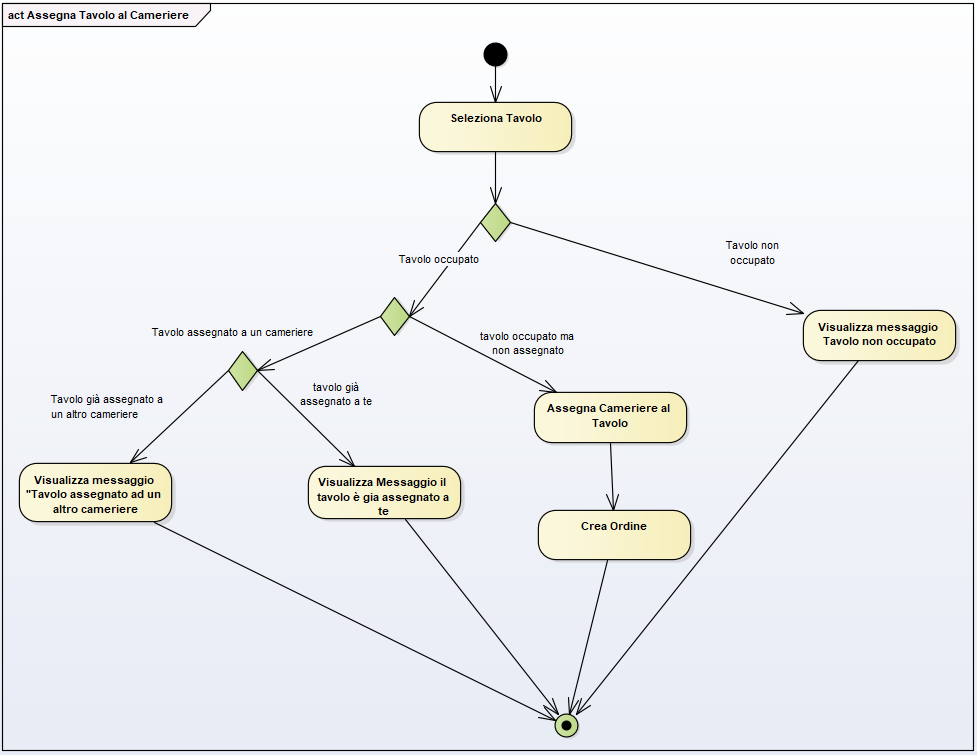 act Assegna Tavolo al Cameriere
Seleziona Tavolo
Tavolo non
occupato
Tavolo occupato
Visualizza messaggio
Tavolo non occupato
Tavolo assegnato a un cameriere
tavolo occupato ma
non assegnato
tavolo già
assegnato a te
Tavolo già assegnato a
un altro cameriere
Assegna Cameriere al
Tavolo
Visualizza messaggio
"Tavolo assegnato ad un
altro cameriere
Visualizza Messaggio il
tavolo è gia assegnato a
te
Crea Ordine